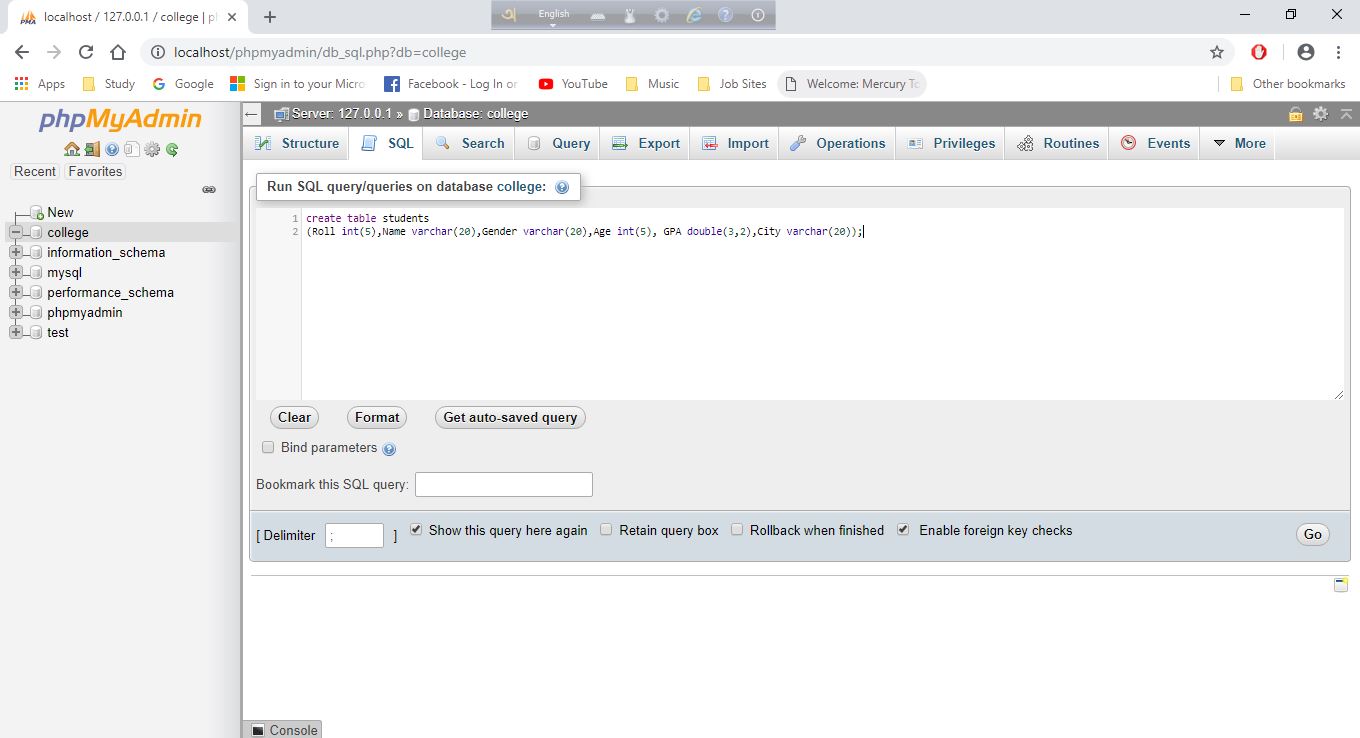 localhost / 127.0.0.1 / college | p
English
localhost/phpmyadmin/db_sql.php?db=college
Apps Study Google Sign in to your Micro Facebook - Log In or YouTube Music Job Sites Welcome: Mercury To Other bookmarks
phpMyAdmin
Recent Favorites
New
college
information_schema
mysql
performance_schema
phpmyadmin
test
Server: 127.0.0.1 » Database: college
Structure SQL Search Query Export Import Operations Privileges Routines Events More
Run SQL query/queries on database college:
1 create table students
2 (Roll int(5),Name varchar(20),Gender varchar(20),Age int(5), GPA double(3,2),City varchar(20));
Clear Format Get auto-saved query
Bind parameters
Bookmark this SQL query:
[ Delimiter ; ] Show this query here again Retain query box Rollback when finished Enable foreign key checks Go
Console